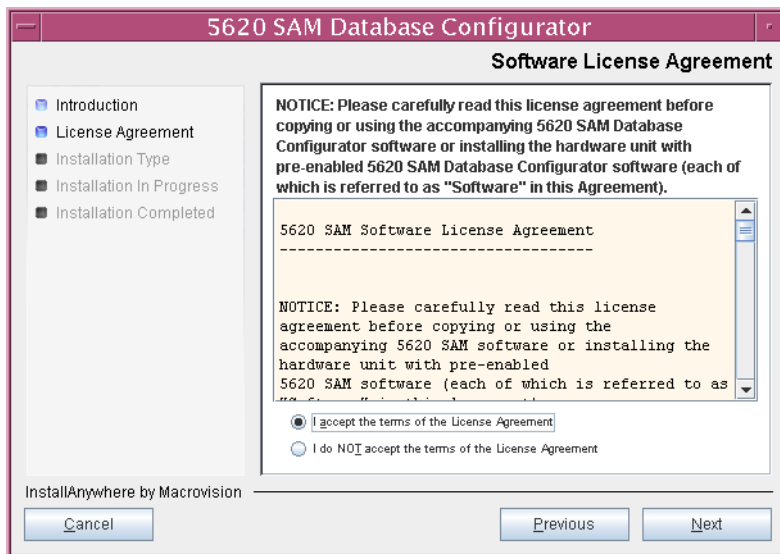 5620 SAM Database Configurator
Software License Agreement
Introduction
License Agreement
Installation Type
Installation In Progress
Installation Completed
NOTICE: Please carefully read this license agreement before
copying or using the accompanying 5620 SAM Database
Configurator software or installing the hardware unit with
pre-enabled 5620 SAM Database Configurator software (each of
which is referred to as "Software" in this Agreement).
5620 SAM Software License Agreement
-----------------------------------
NOTICE: Please carefully read this license
agreement before copying or using the
accompanying 5620 SAM software or installing the
hardware unit with pre-enabled
5620 SAM software (each of which is referred to as
I accept the terms of the License Agreement
I do NOT accept the terms of the License Agreement
InstallAnywhere by Macrovision
Cancel
Previous
Next